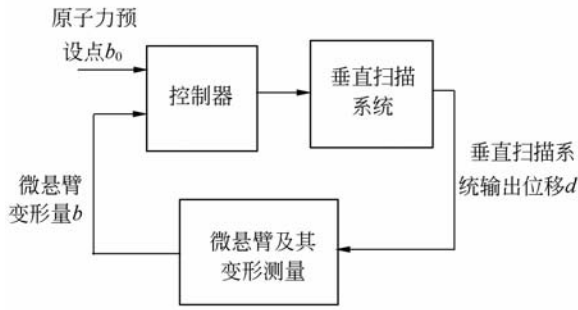 原子力预
设点b₀
控制器
垂直扫描
系统
微悬臂
变形量b
垂直扫描系
统输出位移d
微悬臂及其
变形测量